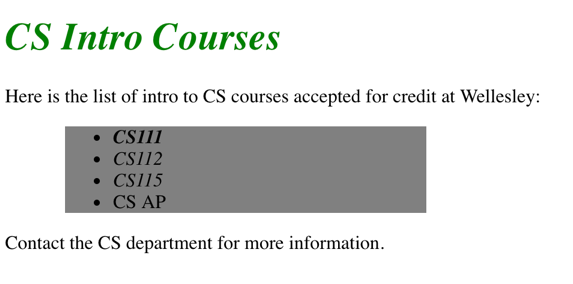 CS Intro Courses
Here is the list of intro to CS courses accepted for credit at Wellesley:
• CS111
• CS112
• CS115
• CS AP
Contact the CS department for more information.